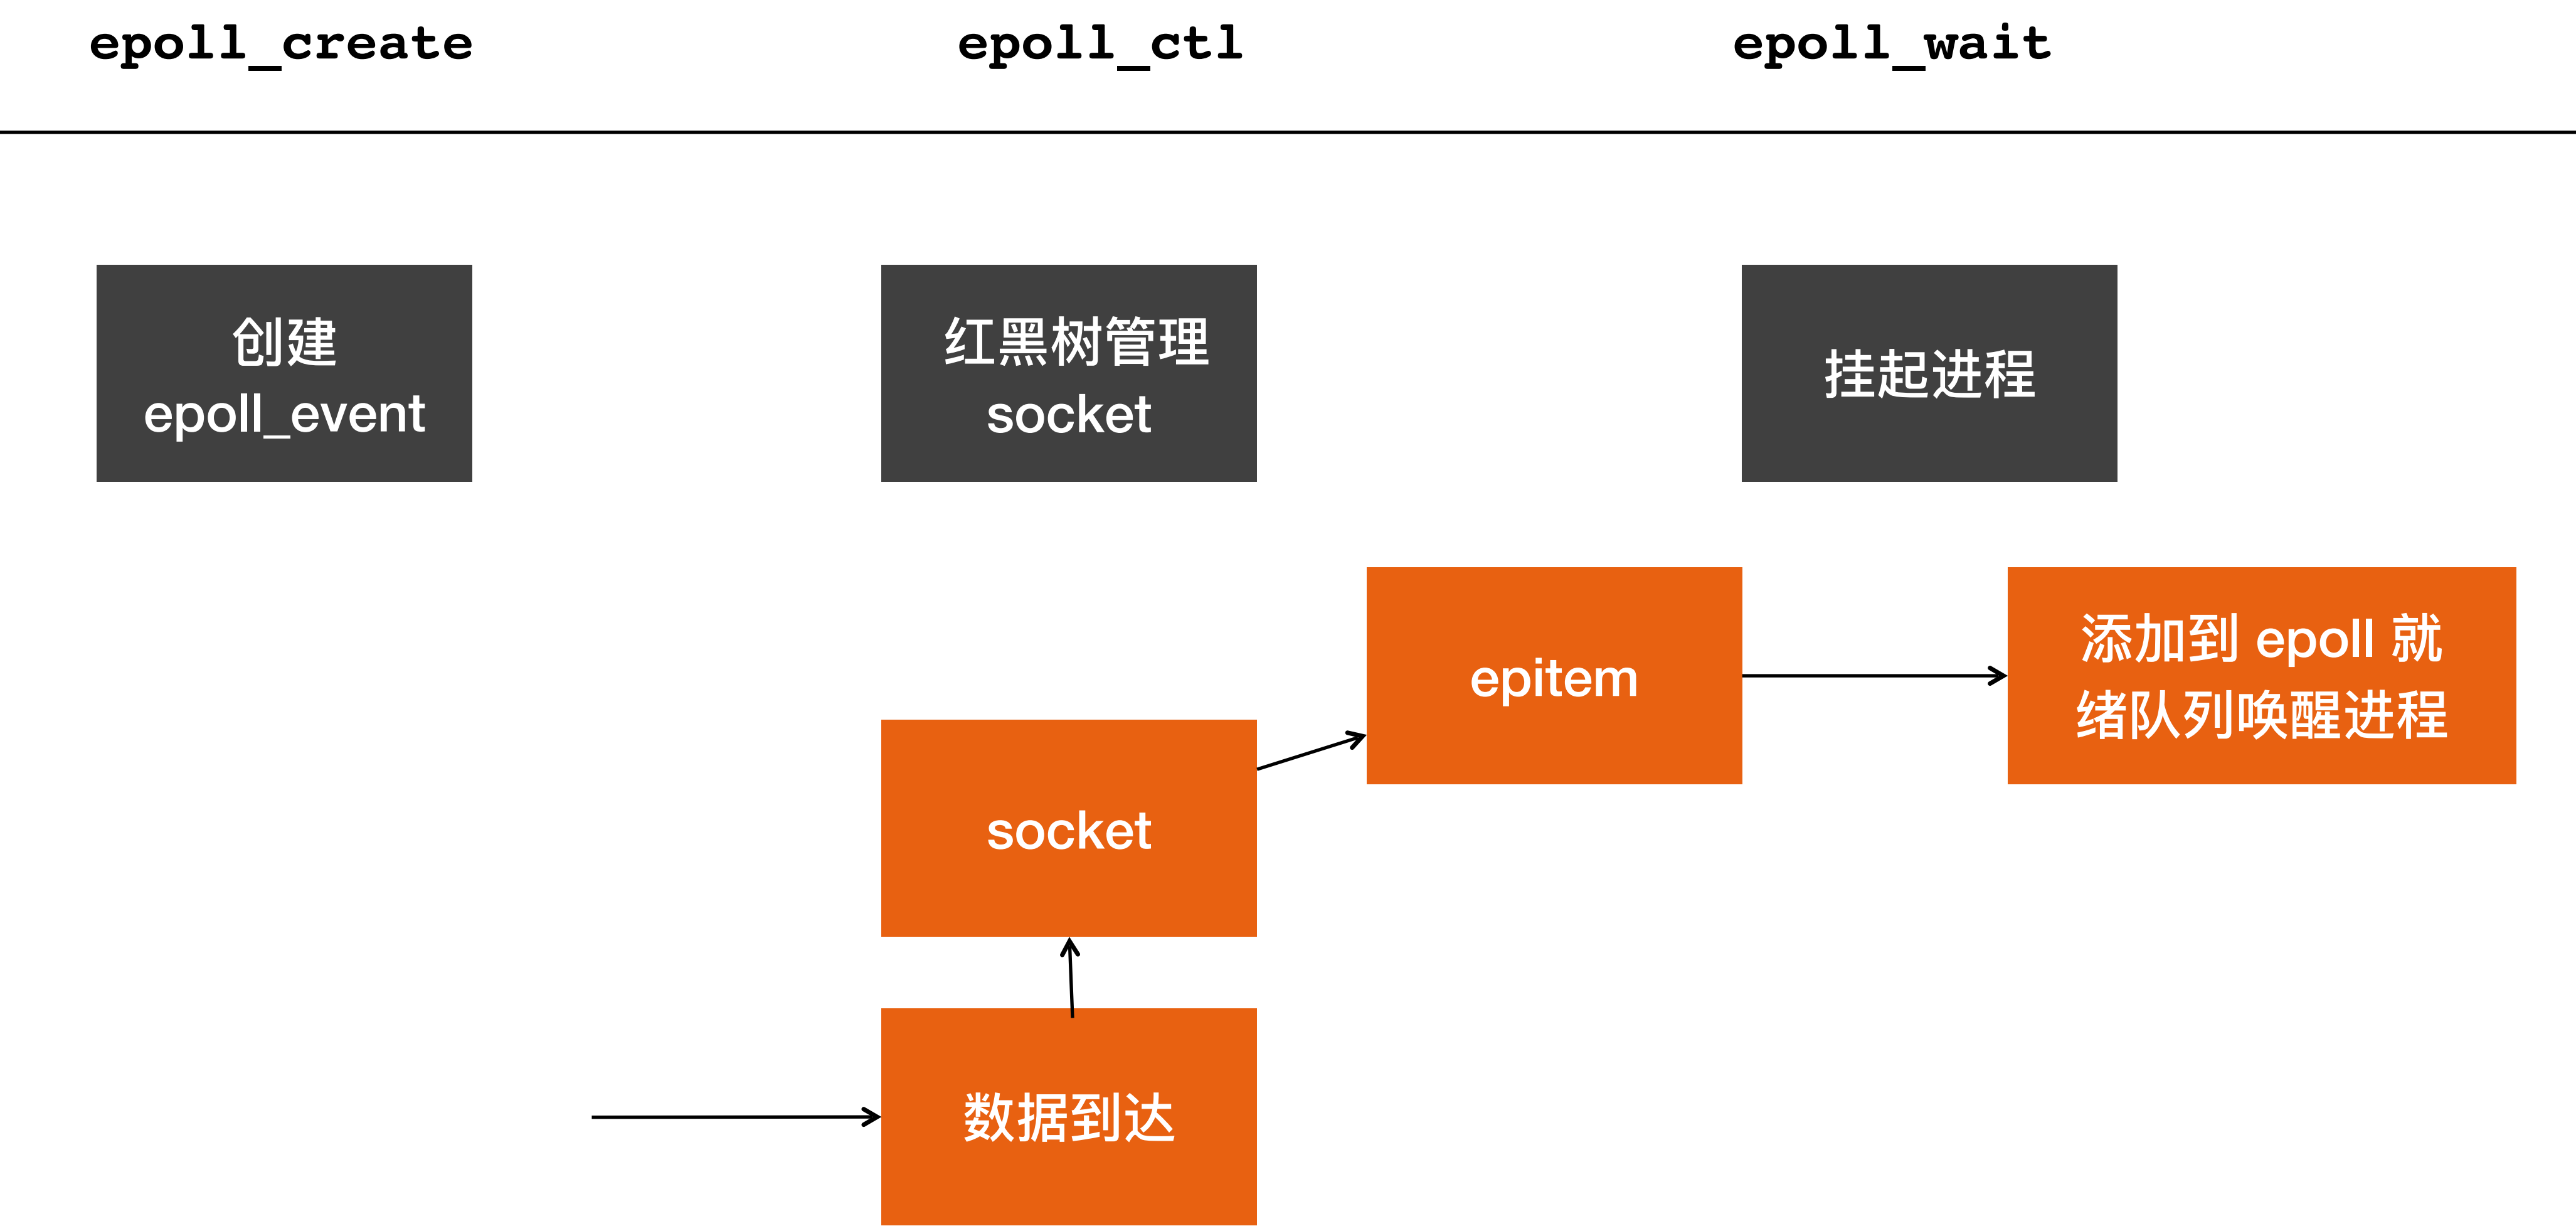 epoll_create
epoll_ctl
epoll_wait
创建
epoll_event
红黑树管理
socket
挂起进程
epitem
添加到 epoll 就
绪队列唤醒进程
socket
数据到达